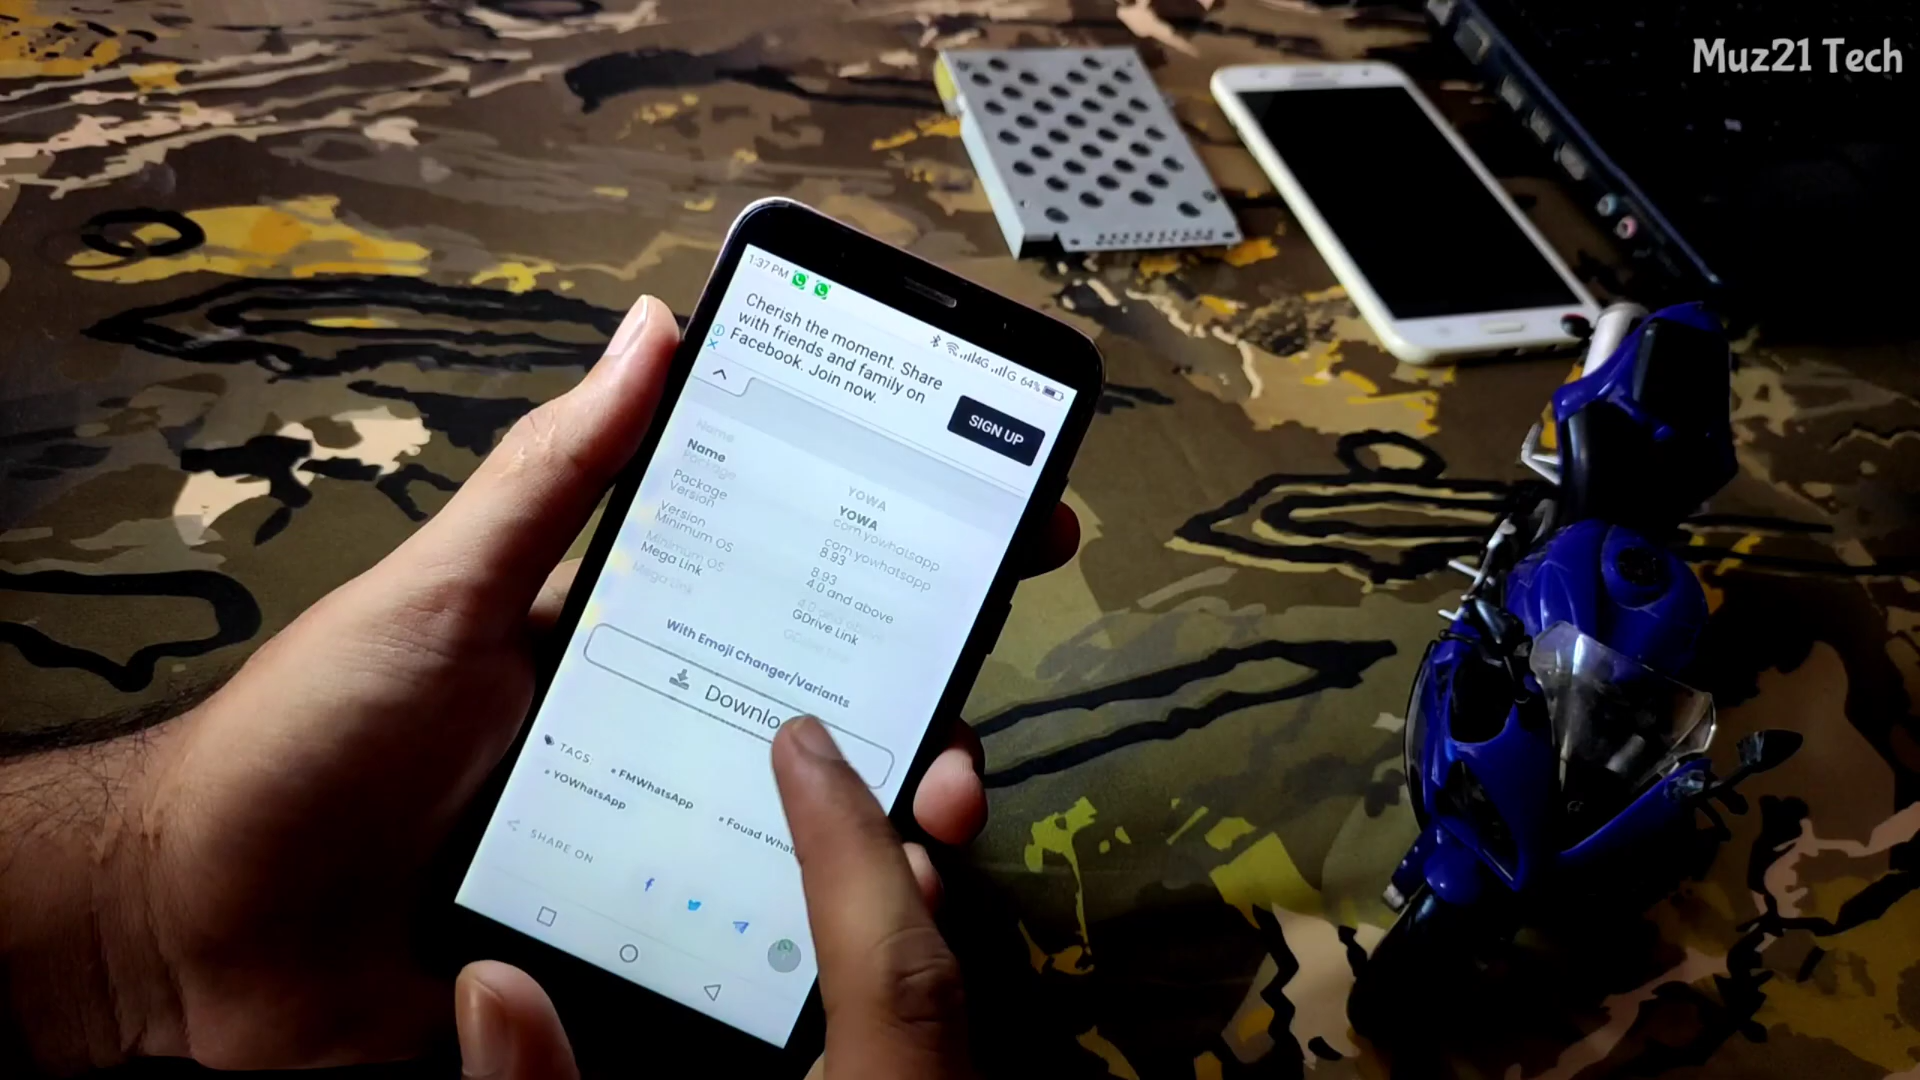 Muz21 Tech
1:37 PM
4G
G 64%
Cherish the moment. Share
with friends and family on
Facebook. Join now.
SIGN UP
Name YOWA
Package com yowhatsapp
Version 8.93
Minimum OS 4.0 and above
Mega Link GDrive Link
With Emoji Changer/Variants
Downlo
TAGS: • FMWhatsApp
• Fouad What
• YOWhatsApp
SHARE ON